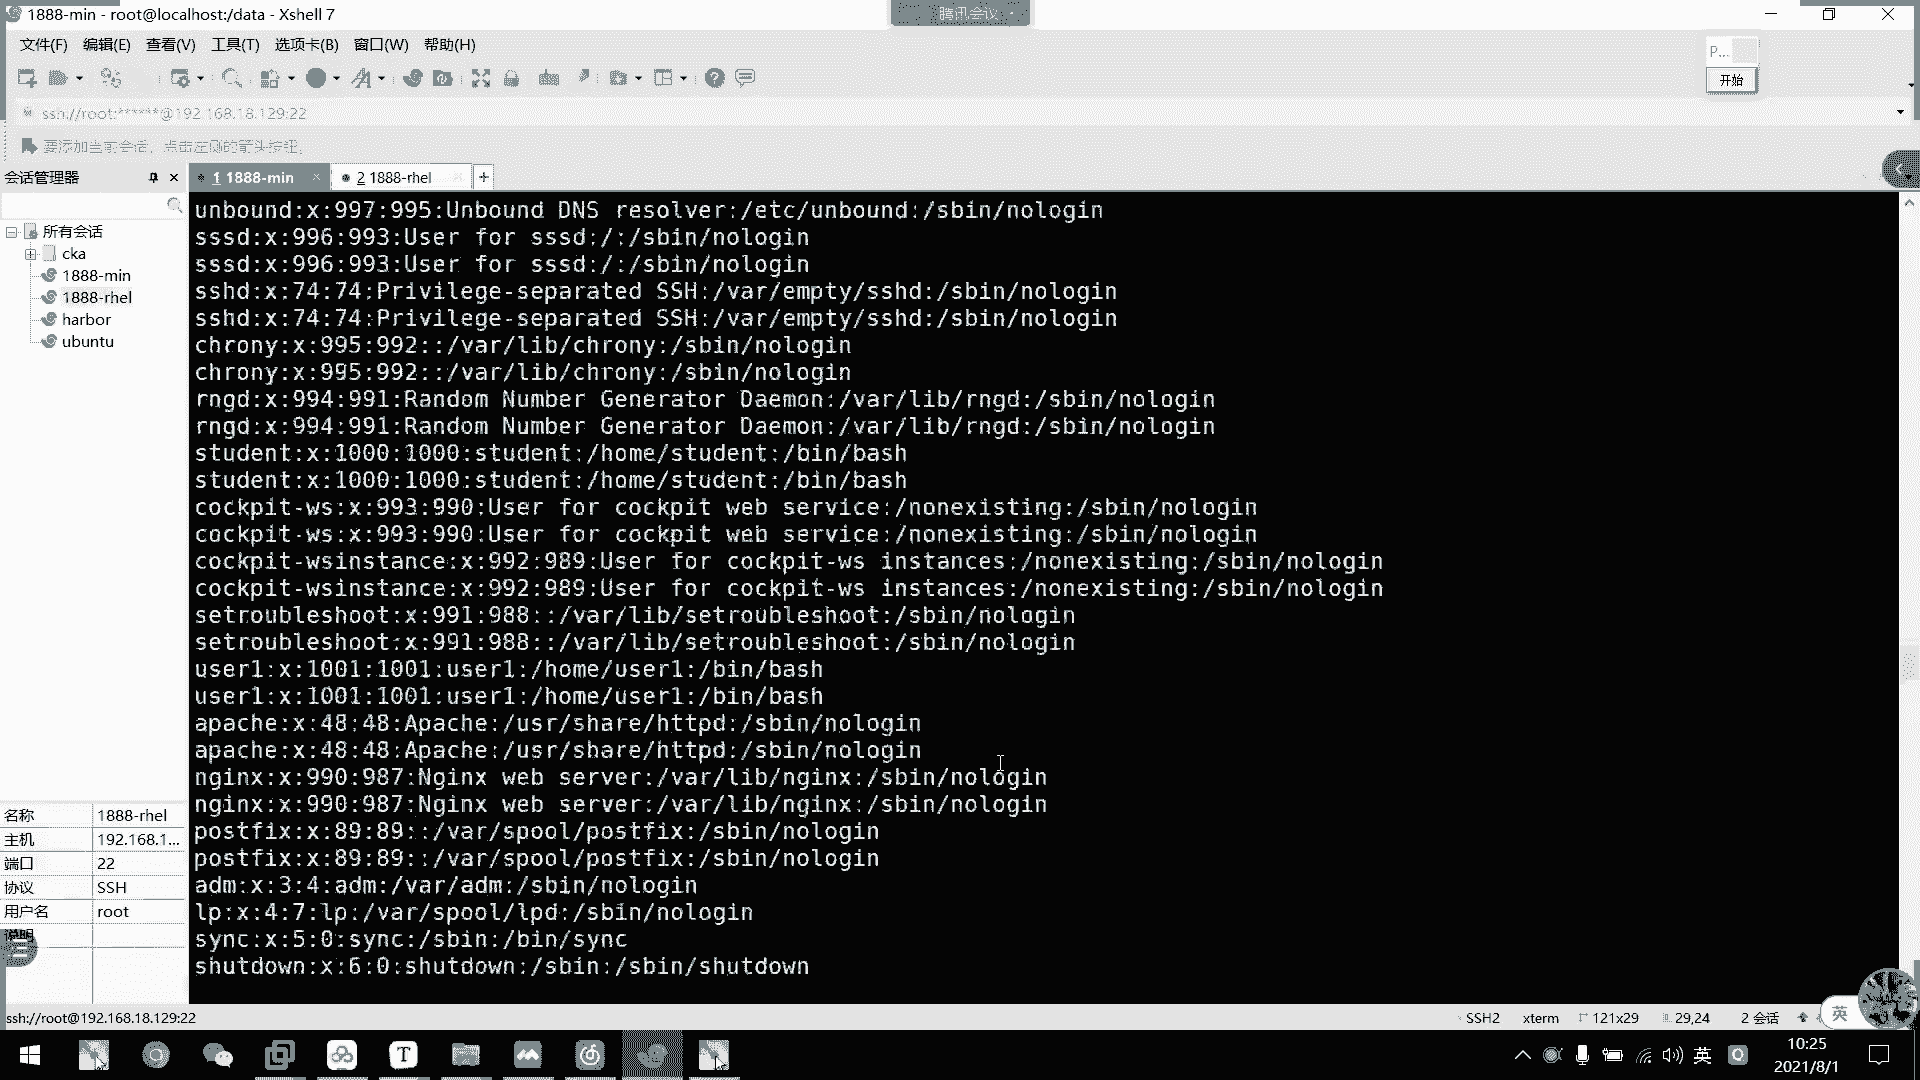 1888-min - root@localhost:/data - Xshell 7
腾讯会议
文件(F) 编辑(E) 查看(V) 工具(T) 选项卡(B) 窗口(W) 帮助(H)
P...
开始
ssh://root:******@192.168.18.129:22
要添加当前会话，点击左侧的箭头按钮。
会话管理器
1 1888-min
2 1888-rhel
所有会话
cka
1888-min
1888-rhel
harbor
ubuntu
unbound:x:997:995:Unbound DNS resolver:/etc/unbound:/sbin/nologin
sssd:x:996:993:User for sssd:/:/sbin/nologin
sssd:x:996:993:User for sssd:/:/sbin/nologin
sshd:x:74:74:Privilege-separated SSH:/var/empty/sshd:/sbin/nologin
sshd:x:74:74:Privilege-separated SSH:/var/empty/sshd:/sbin/nologin
chrony:x:995:992::/var/lib/chrony:/sbin/nologin
chrony:x:995:992::/var/lib/chrony:/sbin/nologin
rngd:x:994:991:Random Number Generator Daemon:/var/lib/rngd:/sbin/nologin
rngd:x:994:991:Random Number Generator Daemon:/var/lib/rngd:/sbin/nologin
student:x:1000:1000:student:/home/student:/bin/bash
student:x:1000:1000:student:/home/student:/bin/bash
cockpit-ws:x:993:990:User for cockpit web service:/nonexisting:/sbin/nologin
cockpit-ws:x:993:990:User for cockpit web service:/nonexisting:/sbin/nologin
cockpit-wsinstance:x:992:989:User for cockpit-ws instances:/nonexisting:/sbin/nologin
cockpit-wsinstance:x:992:989:User for cockpit-ws instances:/nonexisting:/sbin/nologin
setroubleshoot:x:991:988::/var/lib/setroubleshoot:/sbin/nologin
setroubleshoot:x:991:988::/var/lib/setroubleshoot:/sbin/nologin
user1:x:1001:1001:user1:/home/user1:/bin/bash
user1:x:1001:1001:user1:/home/user1:/bin/bash
apache:x:48:48:Apache:/usr/share/httpd:/sbin/nologin
apache:x:48:48:Apache:/usr/share/httpd:/sbin/nologin
nginx:x:990:987:Nginx web server:/var/lib/nginx:/sbin/nologin
nginx:x:990:987:Nginx web server:/var/lib/nginx:/sbin/nologin
postfix:x:89:89::/var/spool/postfix:/sbin/nologin
postfix:x:89:89::/var/spool/postfix:/sbin/nologin
adm:x:3:4:adm:/var/adm:/sbin/nologin
lp:x:4:7:lp:/var/spool/lpd:/sbin/nologin
sync:x:5:0:sync:/sbin:/bin/sync
shutdown:x:6:0:shutdown:/sbin:/sbin/shutdown
名称 1888-rhel
主机 192.168.1...
端口 22
协议 SSH
用户名 root
说明
ssh://root@192.168.18.129:22
SSH2 xterm 121x29 29,24 2 会话
英
英
10:25
2021/8/1